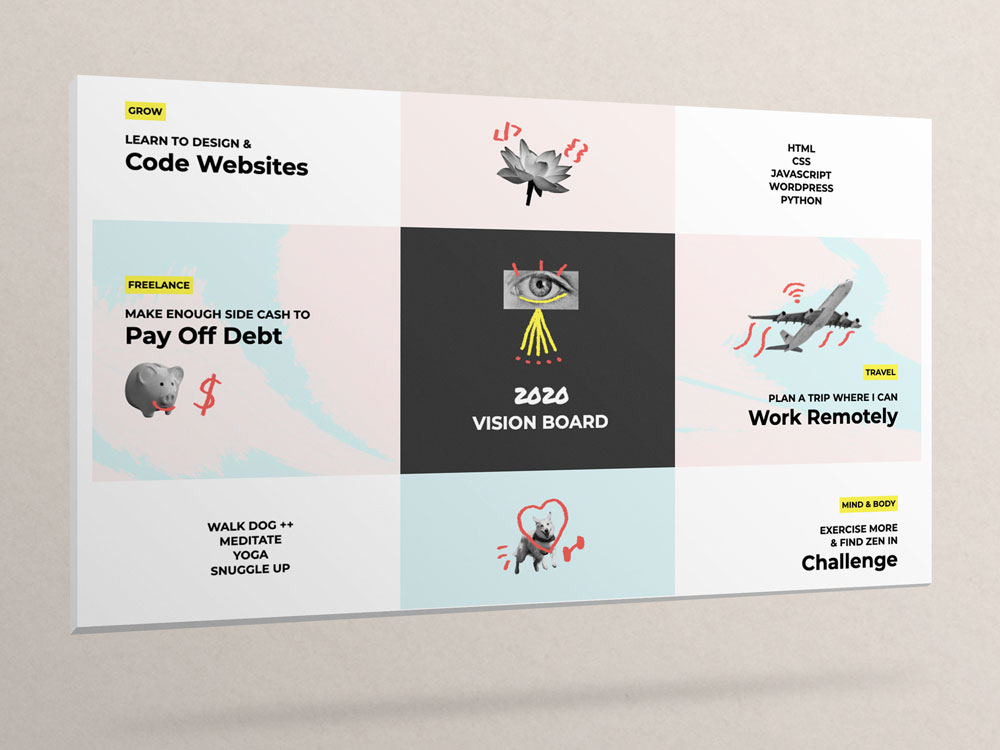 GROW
LEARN TO DESIGN &
Code Websites
HTML
CSS
JAVASCRIPT
WORDPRESS
PYTHON
FREELANCE
MAKE ENOUGH SIDE CASH TO
Pay Off Debt
$
2020
VISION BOARD
TRAVEL
PLAN A TRIP WHERE I CAN
Work Remotely
WALK DOG ++
MEDITATE
YOGA
SNUGGLE UP
MIND & BODY
EXERCISE MORE
& FIND ZEN IN
Challenge